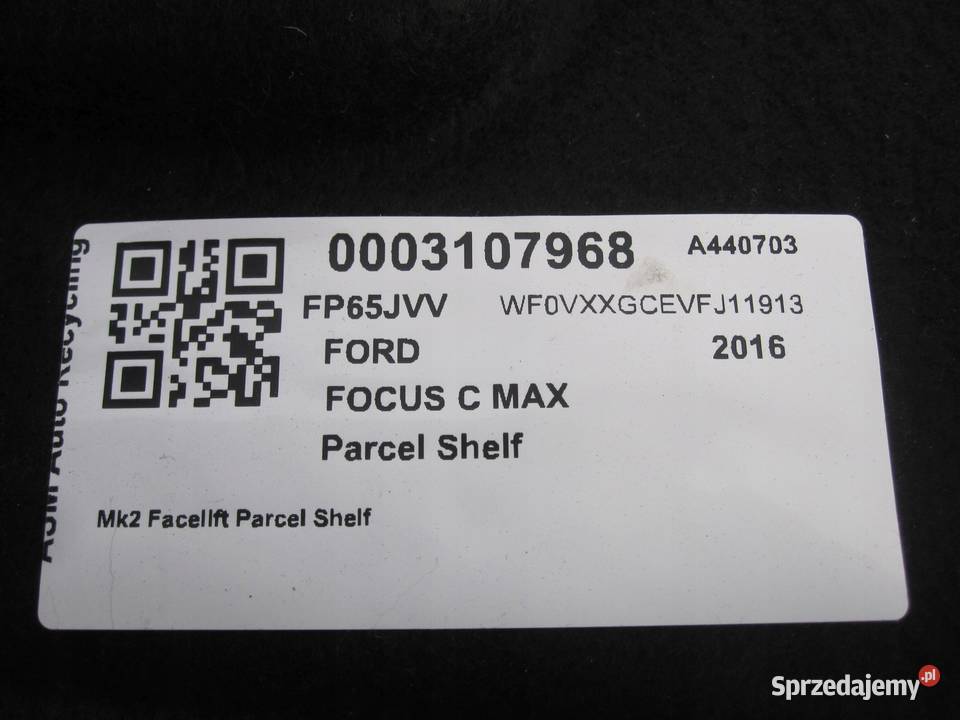 ASM Auto Recycling
0003107968 A440703
FP65JVV WF0VXXGCEVFJ11913
FORD 2016
FOCUS C MAX
Parcel Shelf
Mk2 Facelift Parcel Shelf
Sprzedajemy.pl